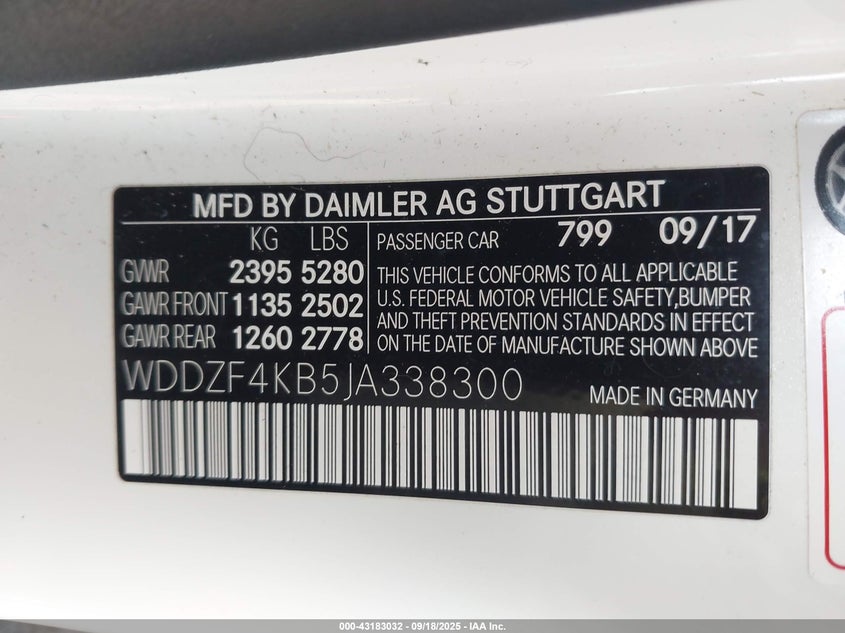 MFD BY DAIMLER AG STUTTGART
KG LBS
GVWR 2395 5280
GAWR FRONT 1135 2502
GAWR REAR 1260 2778
PASSENGER CAR 799 09/17
THIS VEHICLE CONFORMS TO ALL APPLICABLE
U.S. FEDERAL MOTOR VEHICLE SAFETY,BUMPER
AND THEFT PREVENTION STANDARDS IN EFFECT
ON THE DATE OF MANUFACTURE SHOWN ABOVE
WDDZF4KB5JA338300 MADE IN GERMANY
000-43183032 - 09/18/2025 - IAA Inc.